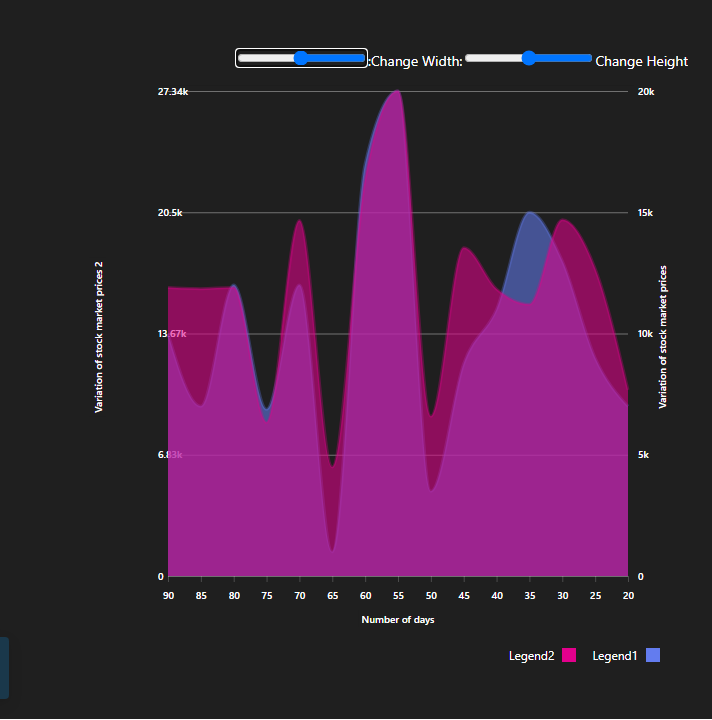 :Change Width: Change Height
27.34k
20.5k
13.67k
6.83k
0
20k
15k
10k
5k
0
Variation of stock market prices 2
Variation of stock market prices
90 85 80 75 70 65 60 55 50 45 40 35 30 25 20
Number of days
Legend2 Legend1